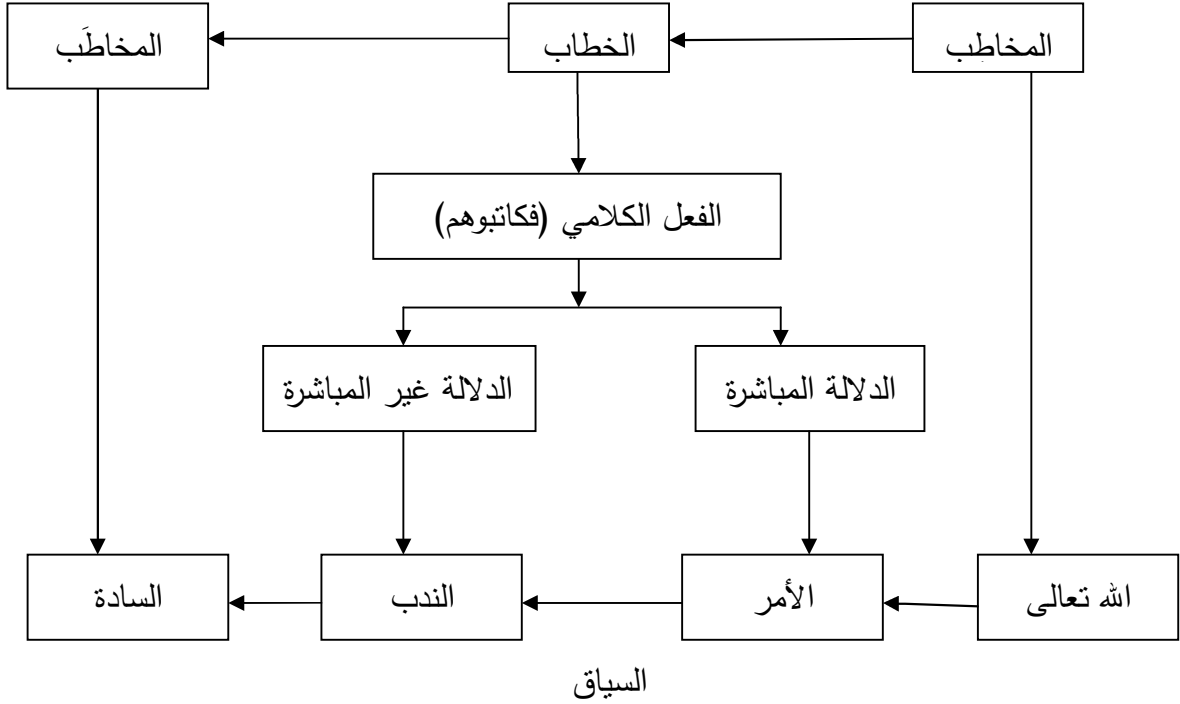 المخاطِب
الخطاب
المخاطَب
الفعل الكلامي (فكاتبوهم)
الدلالة المباشرة
الدلالة غير المباشرة
الله تعالى
الأمر
الندب
السادة
السياق